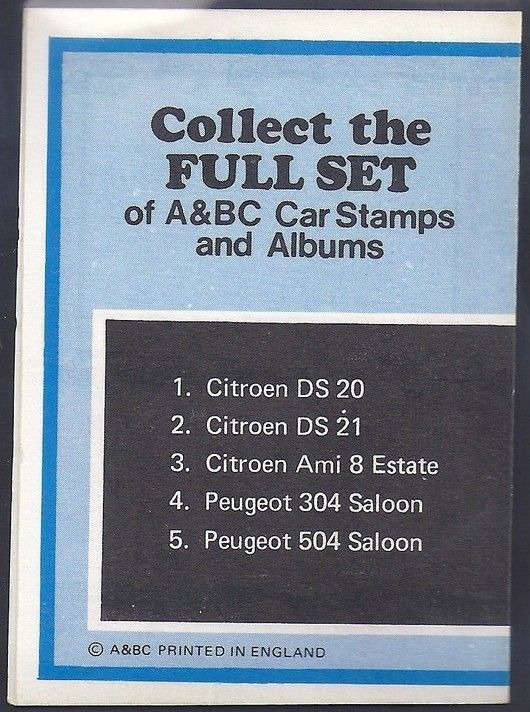 Collect the
FULL SET
of A&BC Car Stamps
and Albums
1. Citroen DS 20
2. Citroen DS 21
3. Citroen Ami 8 Estate
4. Peugeot 304 Saloon
5. Peugeot 504 Saloon
© A&BC PRINTED IN ENGLAND